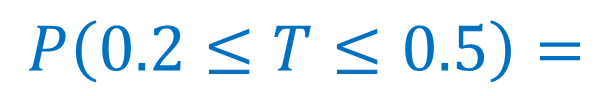 P(0.2 ≤ T ≤ 0.5) =